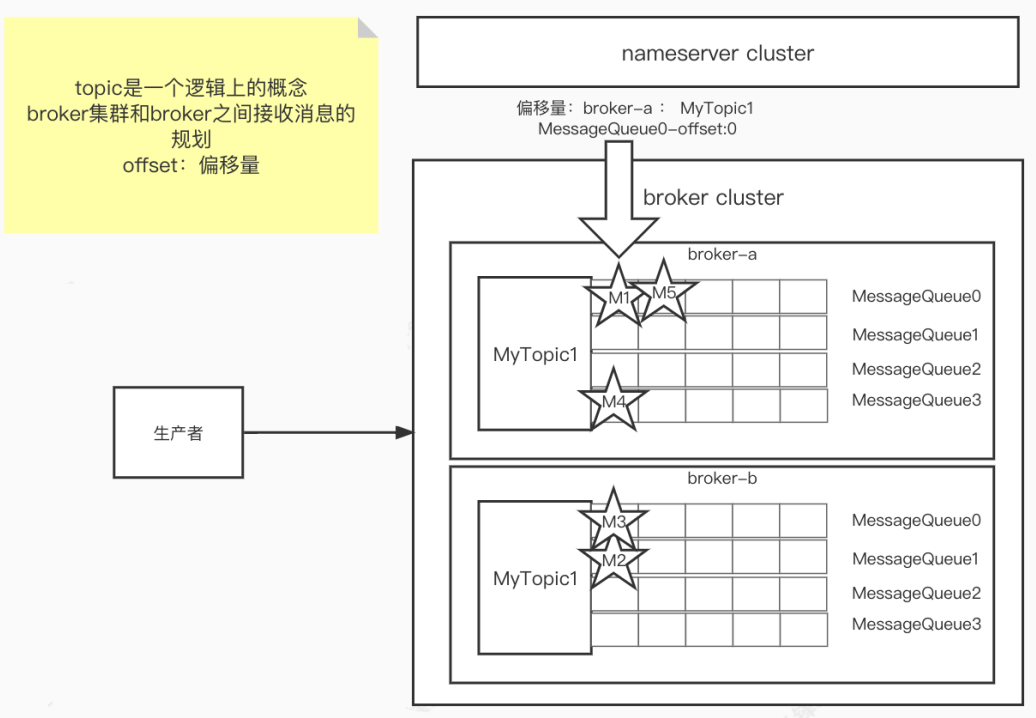 topic是一个逻辑上的概念
broker集群和broker之间接收消息的
规划
offset：偏移量
nameserver cluster
偏移量：broker-a ： MyTopic1
MessageQueue0-offset:0
broker cluster
broker-a
M1
M5
MessageQueue0
MessageQueue1
MyTopic1
MessageQueue2
M4
MessageQueue3
生产者
broker-b
M3
MessageQueue0
M2
MessageQueue1
MyTopic1
MessageQueue2
MessageQueue3